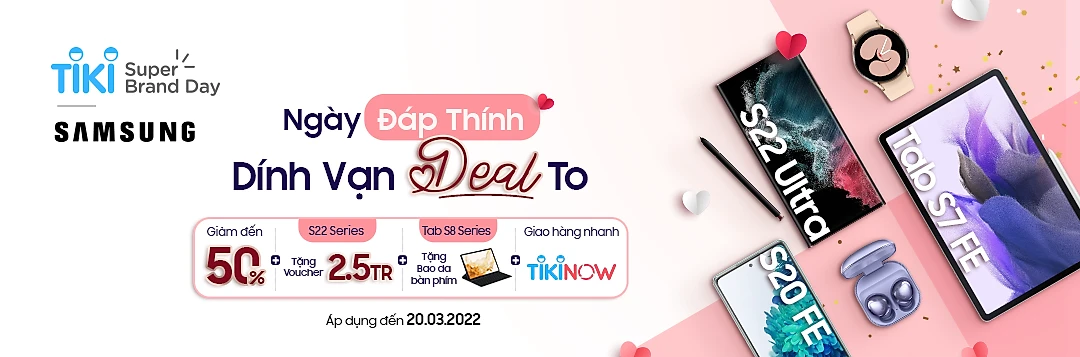 TIKI Super Brand Day
SAMSUNG
Ngày Đáp Thính
Dính Vạn Deal To
Giảm đến
50%
+
S22 Series
Tặng Voucher 2.5TR
+
Tab S8 Series
Tặng
Bao da
bàn phím
+
Giao hàng nhanh
TIKINOW
Áp dụng đến 20.03.2022
S22 Ultra
Tab S7 FE
S20 FE